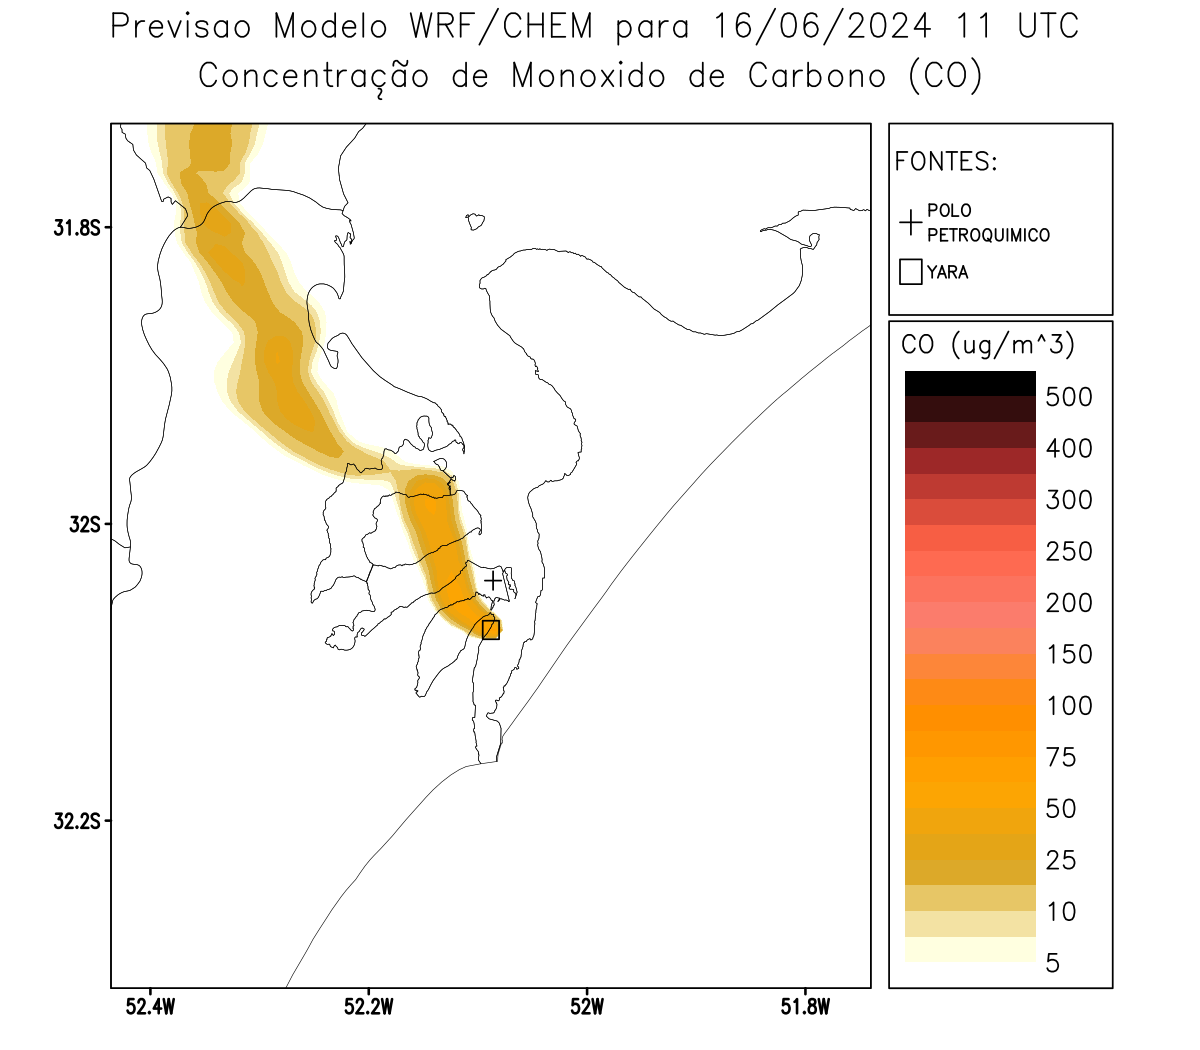 Previsao Modelo WRF/CHEM para 16/06/2024 11 UTC
Concentração de Monoxido de Carbono (CO)
FONTES:
POLO
PETROQUIMICO
YARA
CO (ug/m^3)
500
400
300
250
200
150
100
75
50
25
10
5
31.8S
32S
32.2S
52.4W
52.2W
52W
51.8W